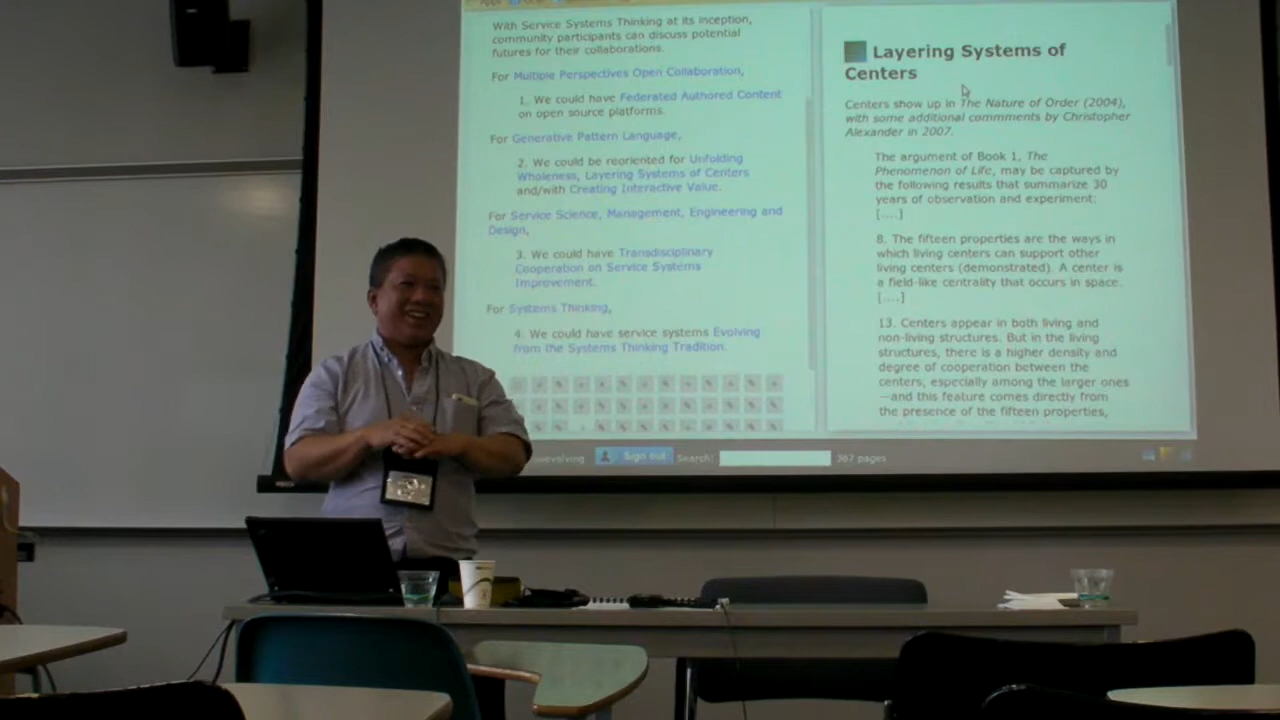 With Service Systems Thinking at its inception,
community participants can discuss potential
futures for their collaborations.
For Multiple Perspectives Open Collaboration,
1. We could have Federated Authored Content
on open source platforms.
For Generative Pattern Language,
2. We could be reoriented for Unfolding
Wholeness, Layering Systems of Centers
and/with Creating Interactive Value.
For Service Science, Management, Engineering and
Design,
3. We could have Transdisciplinary
Cooperation on Service Systems
Improvement.
For Systems Thinking,
4. We could have service systems Evolving
from the Systems Thinking Tradition.
Layering Systems of
Centers
Centers show up in The Nature of Order (2004),
with some additional commments by Christopher
Alexander in 2007.
The argument of Book 1, The
Phenomenon of Life, may be captured by
the following results that summarize 30
years of observation and experiment:
[....]
8. The fifteen properties are the ways in
which living centers can support other
living centers (demonstrated). A center is
a field-like centrality that occurs in space.
[....]
13. Centers appear in both living and
non-living structures. But in the living
structures, there is a higher density and
degree of cooperation between the
centers, especially among the larger ones
—and this feature comes directly from
the presence of the fifteen properties,
Sign out Search: 367 pages